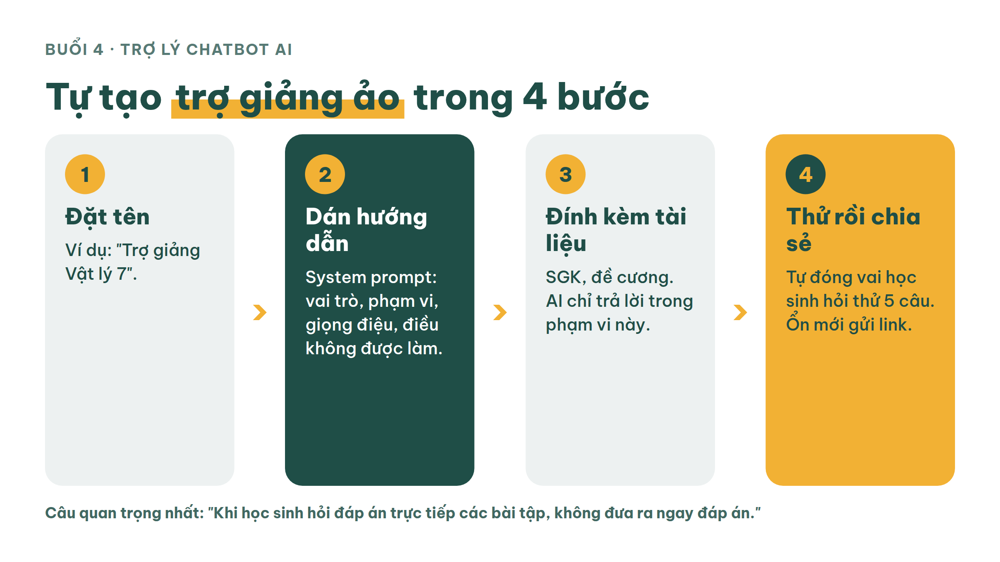 BUỔI 4 · TRỢ LÝ CHATBOT AI
Tự tạo trợ giảng ảo trong 4 bước
1
Đặt tên
Ví dụ: "Trợ giảng
Vật lý 7".
2
Dán hướng
dẫn
System prompt:
vai trò, phạm vi,
giọng điệu, điều
không được làm.
3
Đính kèm tài
liệu
SGK, đề cương.
AI chỉ trả lời trong
phạm vi này.
4
Thử rồi chia
sẻ
Tự đóng vai học
sinh hỏi thử 5 câu.
Ổn mới gửi link.
Câu quan trọng nhất: "Khi học sinh hỏi đáp án trực tiếp các bài tập, không đưa ra ngay đáp án."